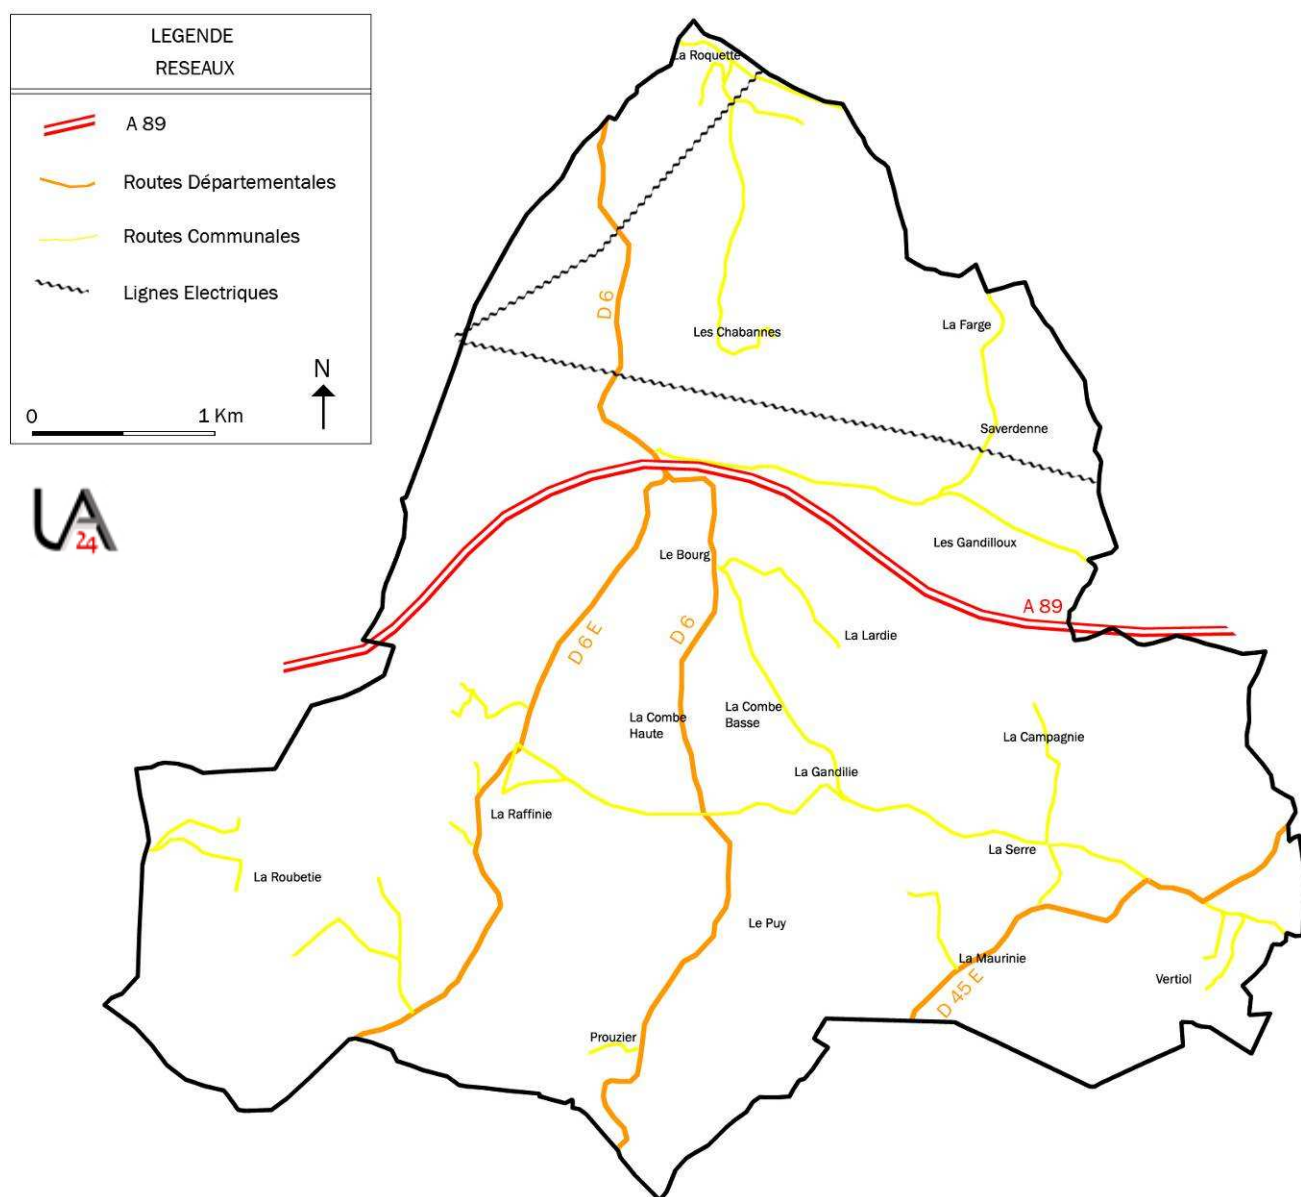 LEGENDE
RESEAUX
A 89
Routes Départementales
Routes Communales
Lignes Electriques
N
0 1 Km
UA
24
La Roquette
D 6
Les Chabannes
La Farge
Saverdenne
Les Gandilloux
Le Bourg
A 89
D 6 E
D 6
La Lardie
La Combe
Haute
La Combe
Basse
La Campagnie
La Gandilie
La Raffinie
La Serre
La Roubetie
Le Puy
La Maurinie
D 45 E
Vertiol
Prouzier